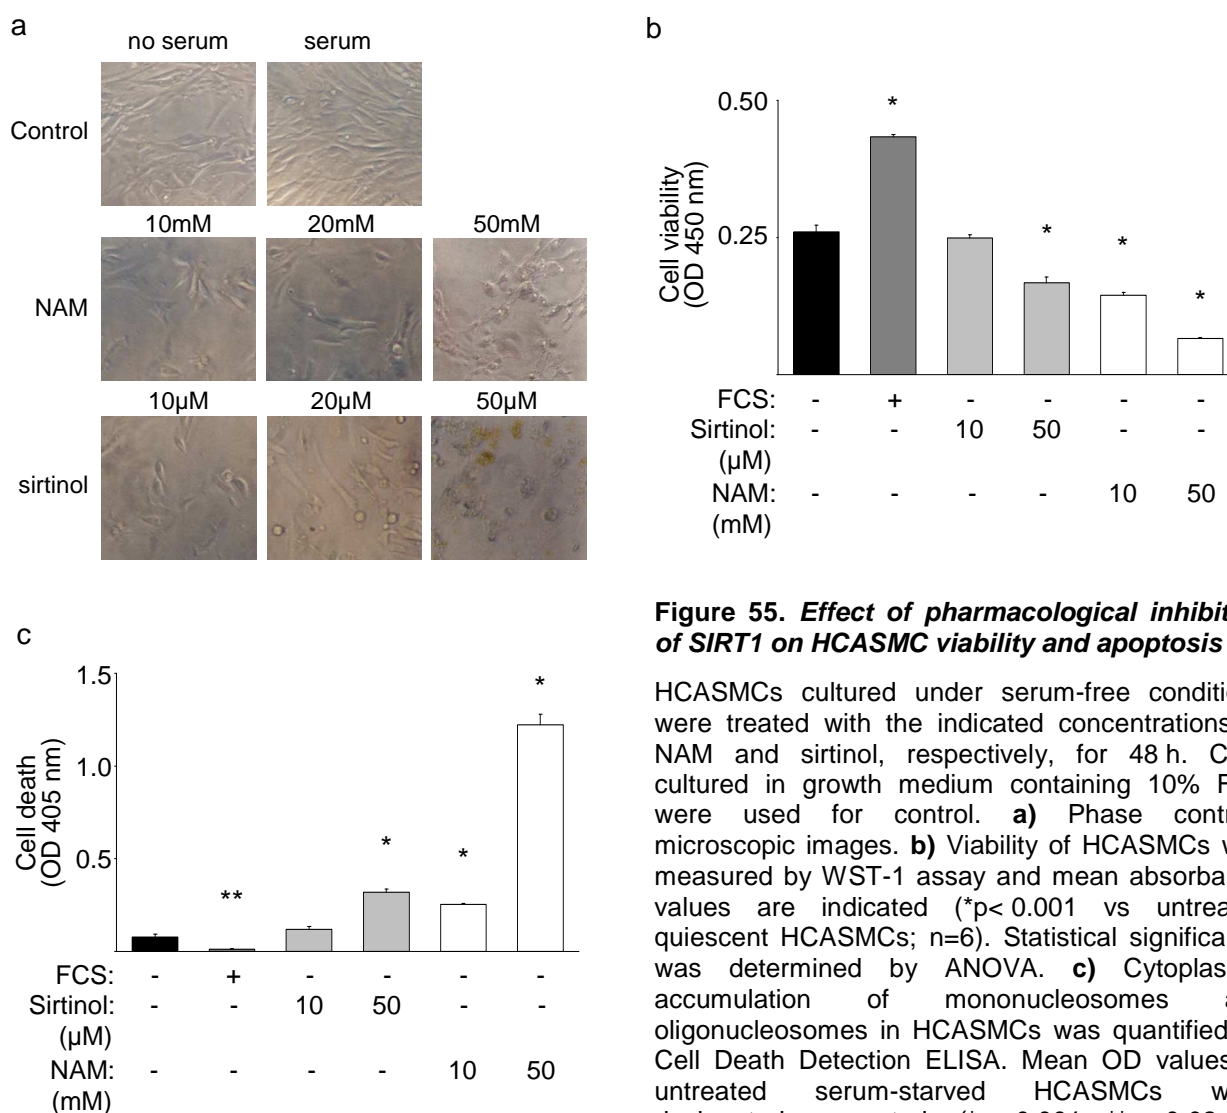 a
no serum serum
Control
10mM 20mM 50mM
NAM
10µM 20µM 50µM
sirtinol
b
Cell viability
(OD 450 nm)
0.50
0.25
*
*
*
*
FCS: - + - - - -
Sirtinol: - - 10 50 - -
(µM)
NAM: - - - - 10 50
(mM)
c
Cell death
(OD 405 nm)
1.5
1.0
0.5
**
*
*
*
FCS: - + - - - -
Sirtinol: - - 10 50 - -
(µM)
NAM: - - - - 10 50
(mM)
Figure 55. Effect of pharmacological inhibit
of SIRT1 on HCASMC viability and apoptosis
HCASMCs cultured under serum-free conditi
were treated with the indicated concentrations
NAM and sirtinol, respectively, for 48 h. C
cultured in growth medium containing 10% F
were used for control. a) Phase contr
microscopic images. b) Viability of HCASMCs w
measured by WST-1 assay and mean absorba
values are indicated (*p< 0.001 vs untrea
quiescent HCASMCs; n=6). Statistical significa
was determined by ANOVA. c) Cytoplas
accumulation of mononucleosomes a
oligonucleosomes in HCASMCs was quantified
Cell Death Detection ELISA. Mean OD values
untreated serum-starved HCASMCs w